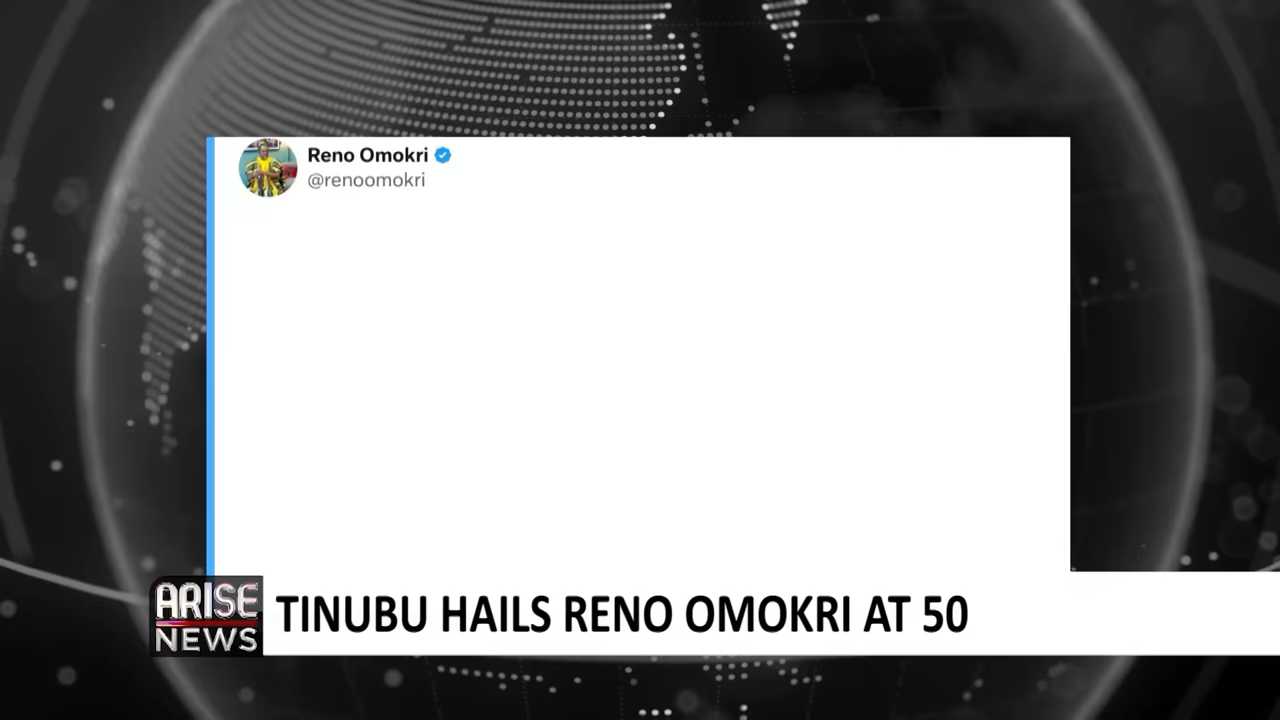 Reno Omokri
@renoomokri
ARISE
NEWS
TINUBU HAILS RENO OMOKRI AT 50